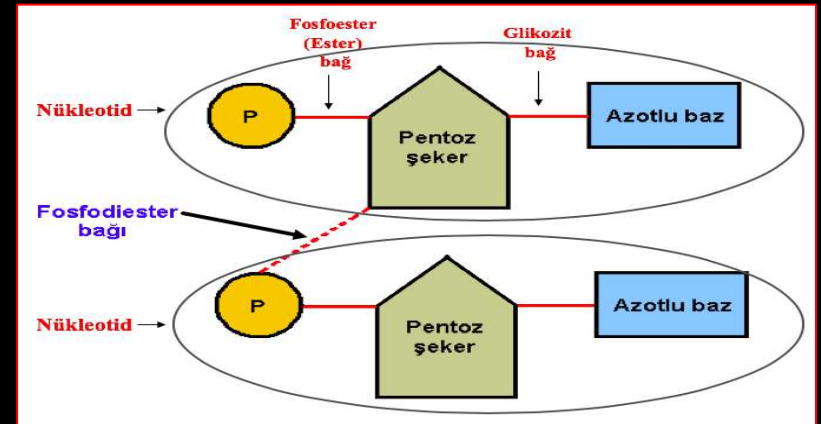 Fosfoester
(Ester)
bağ
Glikozit
bağ
Nükleotid
P
Pentoz
şeker
Azotlu baz
Fosfodiester
bağı
Nükleotid
P
Pentoz
şeker
Azotlu baz